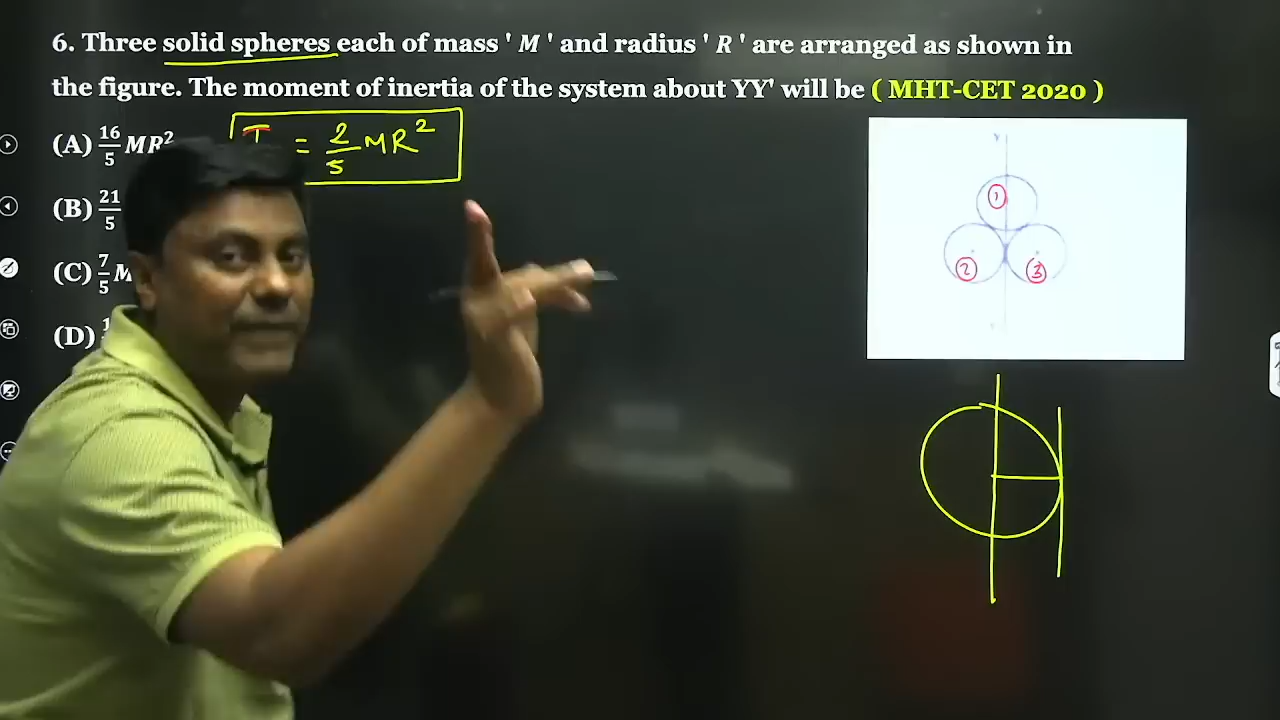 6. Three solid spheres each of mass ' M ' and radius ' R ' are arranged as shown in
the figure. The moment of inertia of the system about YY' will be ( MHT-CET 2020 )
(A) 16/5 MR²
I = 2/5 MR²
(B) 21/5
(C) 7/5 M
(D) 1
1
2
3